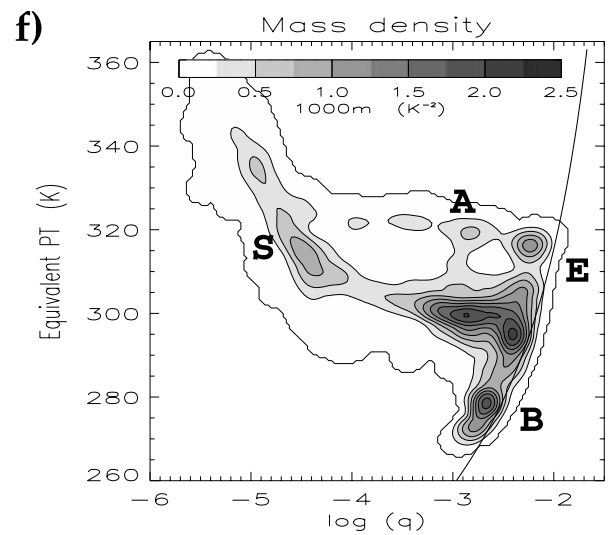 f)
Mass density
0.0 0.5 1.0 1.5 2.0 2.5
1000m (K⁻²)
Equivalent PT (K)
360
340
320
300
280
260
A
S
E
B
−6 −5 −4 −3 −2
log (q)